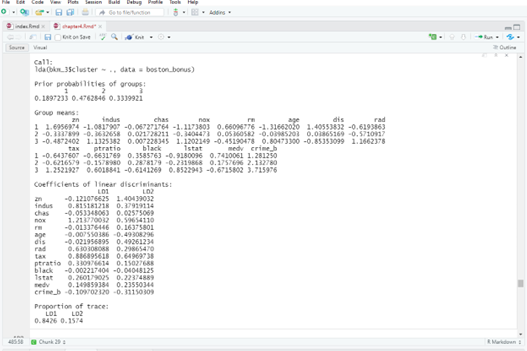 File Edit Code View Plots Session Build Debug Profile Tools Help
Go to file/function Addins
index.Rmd chapter4.Rmd*
Knit on Save Knit Run
Source Visual Outline
Call:
lda(bkm_3$cluster ~ ., data = boston_bonus)
Prior probabilities of groups:
1 2 3
0.1897233 0.4762846 0.3339921
Group means:
zn indus chas nox rm age dis rad
1 1.6956974 -1.0817907 -0.067271764 -1.1173803 0.66096776 -1.31662020 1.40553832 -0.6193863
2 -0.3337899 -0.3632658 0.021728211 -0.3404473 0.05360582 -0.03985203 0.03865169 -0.5710917
3 -0.4872402 1.1325382 0.007228345 1.1202149 -0.45190478 0.80473300 -0.85353099 1.1662378
tax ptratio black lstat medv crime_b
1 -0.6437607 -0.6631769 0.3585763 -0.9180096 0.7410061 1.281250
2 -0.6216579 -0.1578980 0.2878179 -0.2319868 0.1757696 2.132780
3 1.2521927 0.6018841 -0.6141269 0.8522943 -0.6715802 3.715976
Coefficients of linear discriminants:
LD1 LD2
zn -0.121076625 1.40439032
indus 0.815181218 0.37919114
chas -0.053348063 0.02575069
nox 1.213770032 0.59654110
rm -0.013376446 0.16375801
age -0.007550386 -0.49308296
dis -0.021956895 0.49261234
rad 0.630308088 0.29865470
tax 0.886895618 0.64969738
ptratio 0.330976614 0.15027688
black -0.002217404 -0.04048125
lstat 0.260179025 0.22374889
medv 0.149859384 0.23550344
crime_b -0.109702320 -0.31150309
Proportion of trace:
LD1 LD2
0.8426 0.1574
Chunk 29 R Markdown